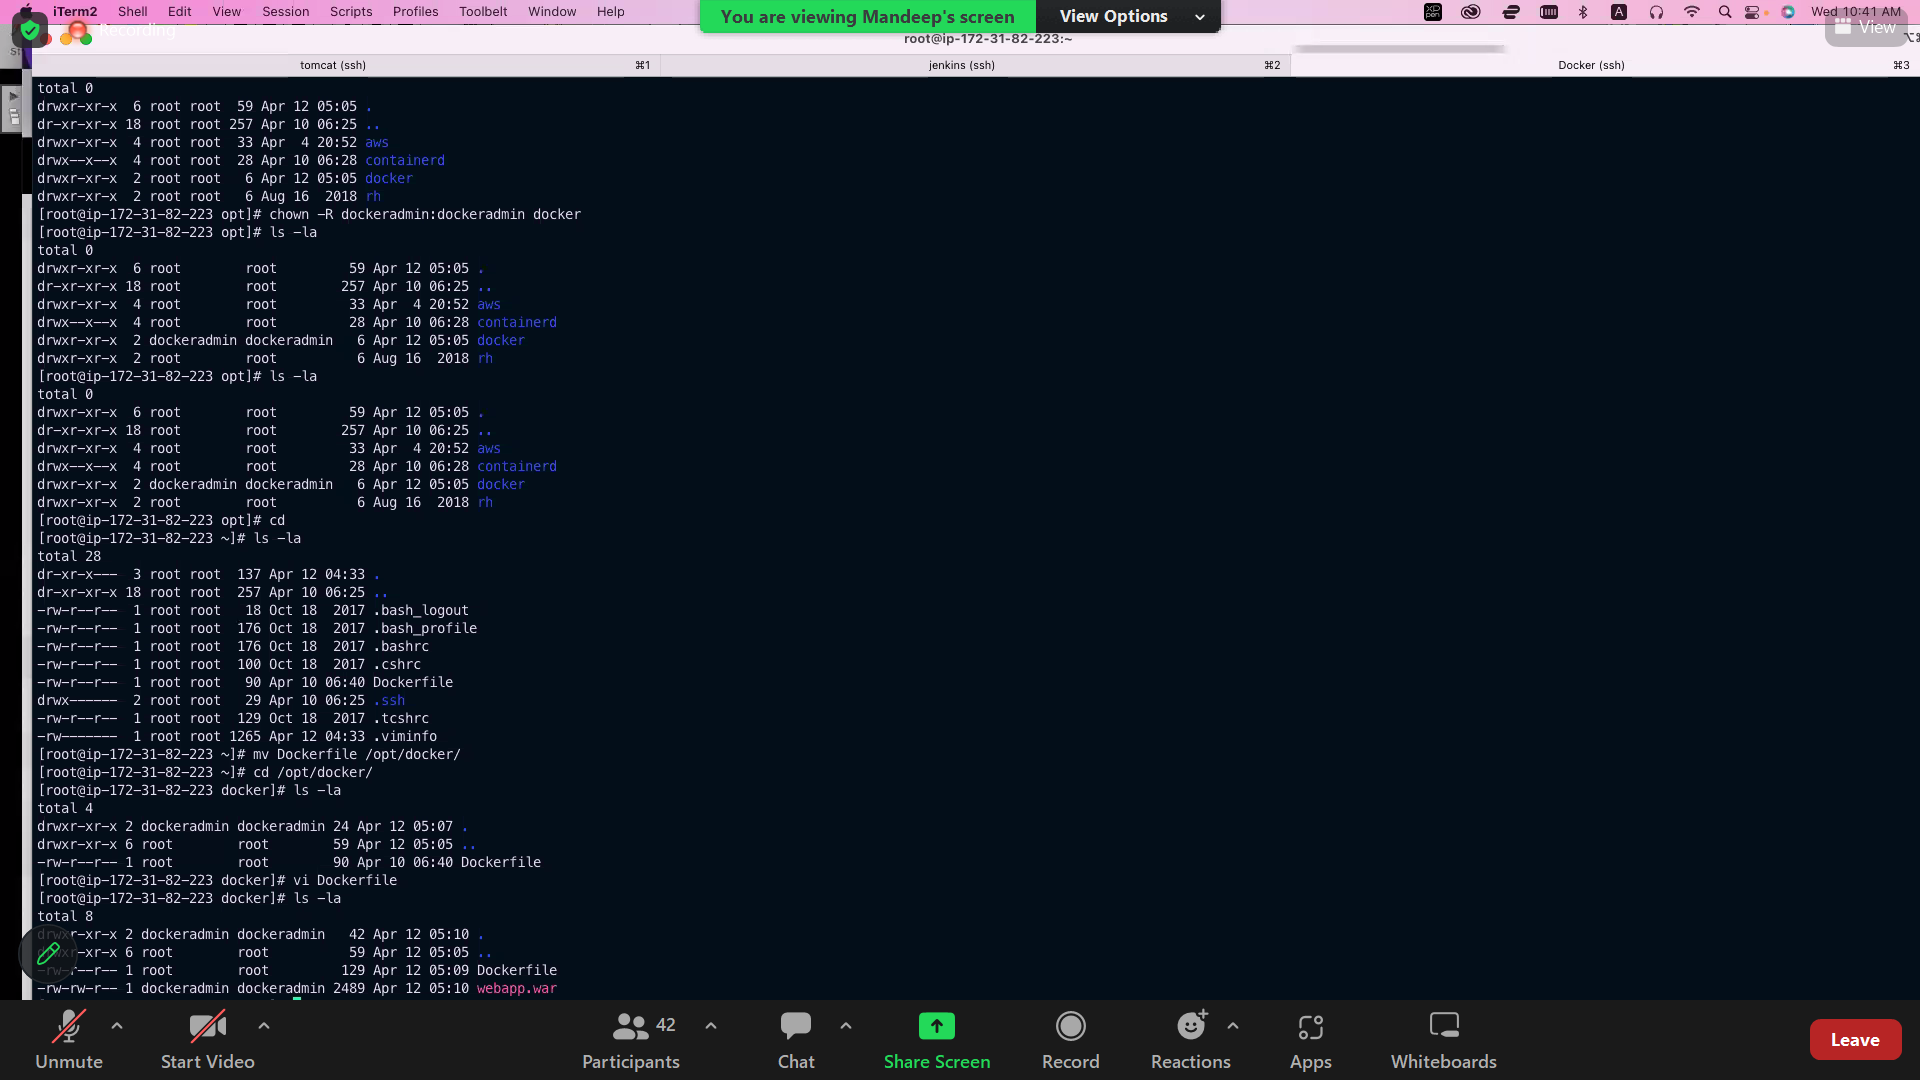 iTerm2 Shell Edit View Session Scripts Profiles Toolbelt Window Help
You are viewing Mandeep's screen View Options
Wed 10:41 AM
Recording
View
root@ip-172-31-82-223:~
tomcat (ssh) ⌘1 jenkins (ssh) ⌘2 Docker (ssh) ⌘3
total 0
drwxr-xr-x  6 root root  59 Apr 12 05:05 .
dr-xr-xr-x 18 root root 257 Apr 10 06:25 ..
drwxr-xr-x  4 root root  33 Apr  4 20:52 aws
drwx--x--x  4 root root  28 Apr 10 06:28 containerd
drwxr-xr-x  2 root root   6 Apr 12 05:05 docker
drwxr-xr-x  2 root root   6 Aug 16  2018 rh
[root@ip-172-31-82-223 opt]# chown -R dockeradmin:dockeradmin docker
[root@ip-172-31-82-223 opt]# ls -la
total 0
drwxr-xr-x  6 root        root         59 Apr 12 05:05 .
dr-xr-xr-x 18 root        root        257 Apr 10 06:25 ..
drwxr-xr-x  4 root        root         33 Apr  4 20:52 aws
drwx--x--x  4 root        root         28 Apr 10 06:28 containerd
drwxr-xr-x  2 dockeradmin dockeradmin   6 Apr 12 05:05 docker
drwxr-xr-x  2 root        root          6 Aug 16  2018 rh
[root@ip-172-31-82-223 opt]# ls -la
total 0
drwxr-xr-x  6 root        root         59 Apr 12 05:05 .
dr-xr-xr-x 18 root        root        257 Apr 10 06:25 ..
drwxr-xr-x  4 root        root         33 Apr  4 20:52 aws
drwx--x--x  4 root        root         28 Apr 10 06:28 containerd
drwxr-xr-x  2 dockeradmin dockeradmin   6 Apr 12 05:05 docker
drwxr-xr-x  2 root        root          6 Aug 16  2018 rh
[root@ip-172-31-82-223 opt]# cd
[root@ip-172-31-82-223 ~]# ls -la
total 28
dr-xr-x---  3 root root  137 Apr 12 04:33 .
dr-xr-xr-x 18 root root  257 Apr 10 06:25 ..
-rw-r--r--  1 root root   18 Oct 18  2017 .bash_logout
-rw-r--r--  1 root root  176 Oct 18  2017 .bash_profile
-rw-r--r--  1 root root  176 Oct 18  2017 .bashrc
-rw-r--r--  1 root root  100 Oct 18  2017 .cshrc
-rw-r--r--  1 root root   90 Apr 10 06:40 Dockerfile
drwx------  2 root root   29 Apr 10 06:25 .ssh
-rw-r--r--  1 root root  129 Oct 18  2017 .tcshrc
-rw-------  1 root root 1265 Apr 12 04:33 .viminfo
[root@ip-172-31-82-223 ~]# mv Dockerfile /opt/docker/
[root@ip-172-31-82-223 ~]# cd /opt/docker/
[root@ip-172-31-82-223 docker]# ls -la
total 4
drwxr-xr-x 2 dockeradmin dockeradmin 24 Apr 12 05:07 .
drwxr-xr-x 6 root        root        59 Apr 12 05:05 ..
-rw-r--r-- 1 root        root        90 Apr 10 06:40 Dockerfile
[root@ip-172-31-82-223 docker]# vi Dockerfile
[root@ip-172-31-82-223 docker]# ls -la
total 8
drwxr-xr-x 2 dockeradmin dockeradmin   42 Apr 12 05:10 .
drwxr-xr-x 6 root        root          59 Apr 12 05:05 ..
-rw-r--r-- 1 root        root         129 Apr 12 05:09 Dockerfile
-rw-rw-r-- 1 dockeradmin dockeradmin 2489 Apr 12 05:10 webapp.war
42
Unmute Start Video Participants Chat Share Screen Record Reactions Apps Whiteboards Leave